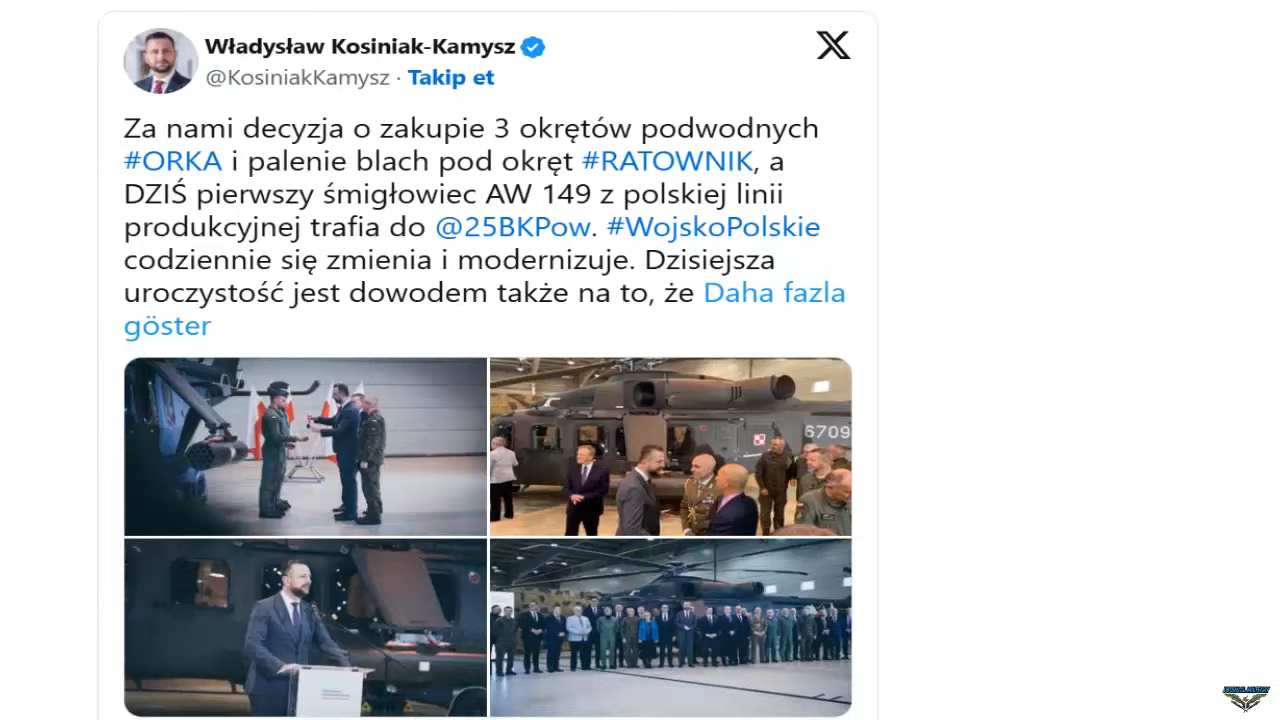 Władysław Kosiniak-Kamysz
@KosiniakKamysz · Takip et
X
Za nami decyzja o zakupie 3 okrętów podwodnych
#ORKA i palenie blach pod okręt #RATOWNIK, a
DZIŚ pierwszy śmigłowiec AW 149 z polskiej linii
produkcyjnej trafia do @25BKPow. #WojskoPolskie
codziennie się zmienia i modernizuje. Dzisiejsza
uroczystość jest dowodem także na to, że Daha fazla
göster
6709